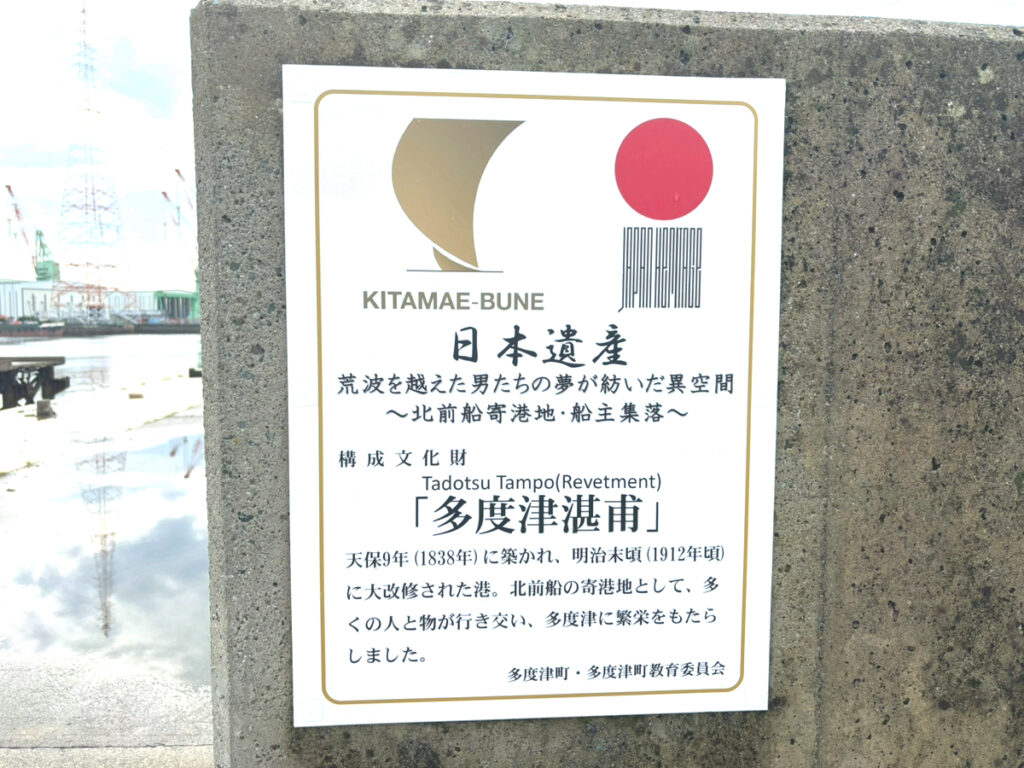 KITAMAE-BUNE
JAPAN HERITAGE
日本遺産
荒波を越えた男たちの夢が紡いだ異空間
～北前船寄港地・船主集落～
構成文化財
Tadotsu Tampo(Revetment)
「多度津湛甫」
天保9年(1838年)に築かれ、明治末頃(1912年頃)
に大改修された港。北前船の寄港地として、多
くの人と物が行き交い、多度津に繁栄をもたら
しました。
多度津町・多度津町教育委員会